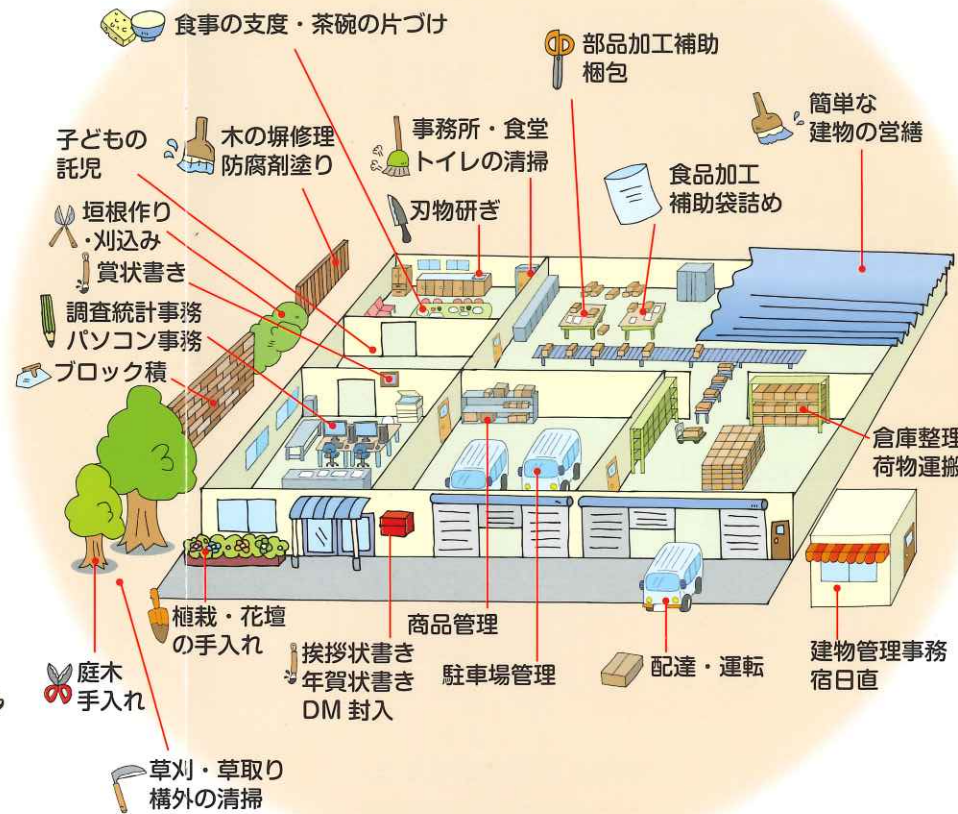 食事の支度・茶碗の片づけ
部品加工補助
梱包
簡単な
建物の営繕
子どもの
託児
木の塀修理
防腐剤塗り
事務所・食堂
トイレの清掃
食品加工
補助袋詰め
垣根作り
・刈込み
刃物研ぎ
賞状書き
調査統計事務
パソコン事務
ブロック積
倉庫整理
荷物運搬
植栽・花壇
の手入れ
商品管理
挨拶状書き
年賀状書き
DM 封入
駐車場管理
配達・運転
建物管理事務
宿日直
庭木
手入れ
草刈・草取り
構外の清掃